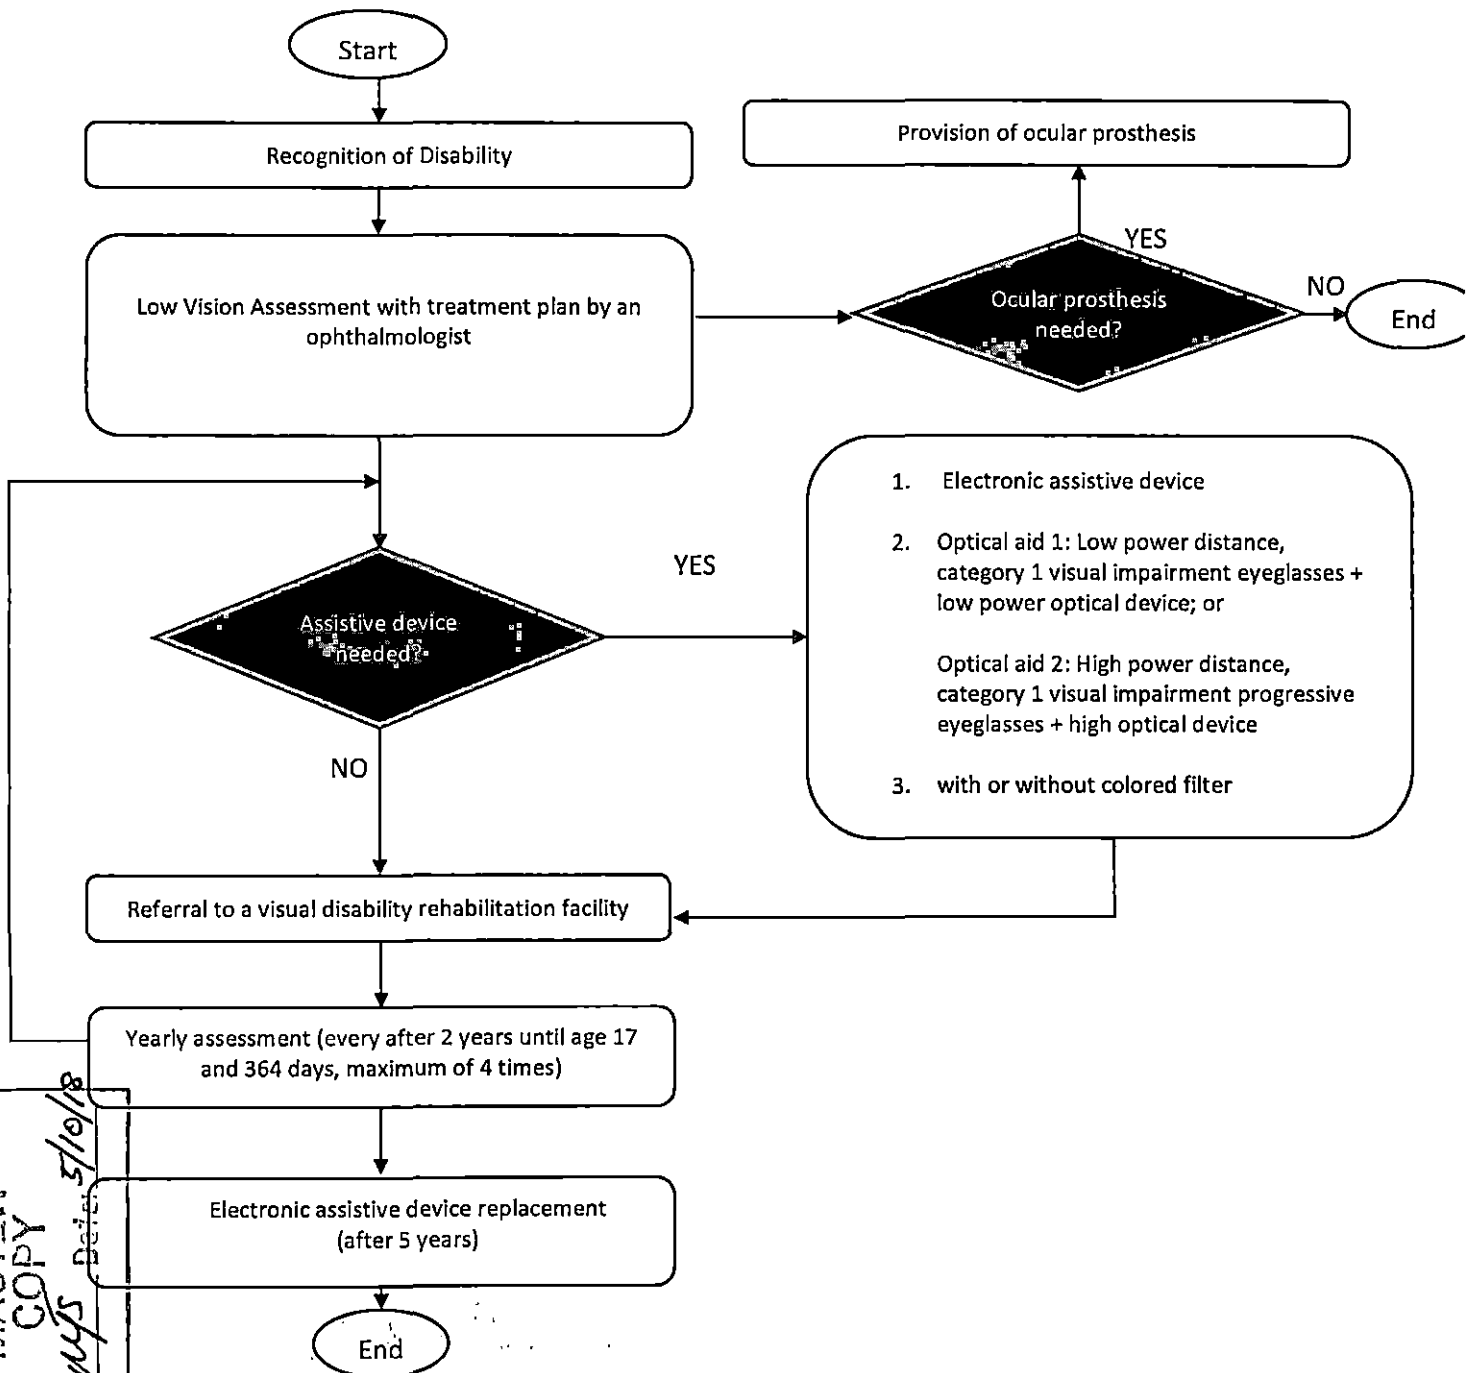 Start
Recognition of Disability
Provision of ocular prosthesis
Low Vision Assessment with treatment plan by an
ophthalmologist
YES
Ocular prosthesis
needed?
NO
End
1. Electronic assistive device
2. Optical aid 1: Low power distance,
category 1 visual impairment eyeglasses +
low power optical device; or
Optical aid 2: High power distance,
category 1 visual impairment progressive
eyeglasses + high optical device
3. with or without colored filter
Assistive device
needed?
YES
NO
Referral to a visual disability rehabilitation facility
Yearly assessment (every after 2 years until age 17
and 364 days, maximum of 4 times)
Electronic assistive device replacement
(after 5 years)
End
COPY
Date: 5/10/18